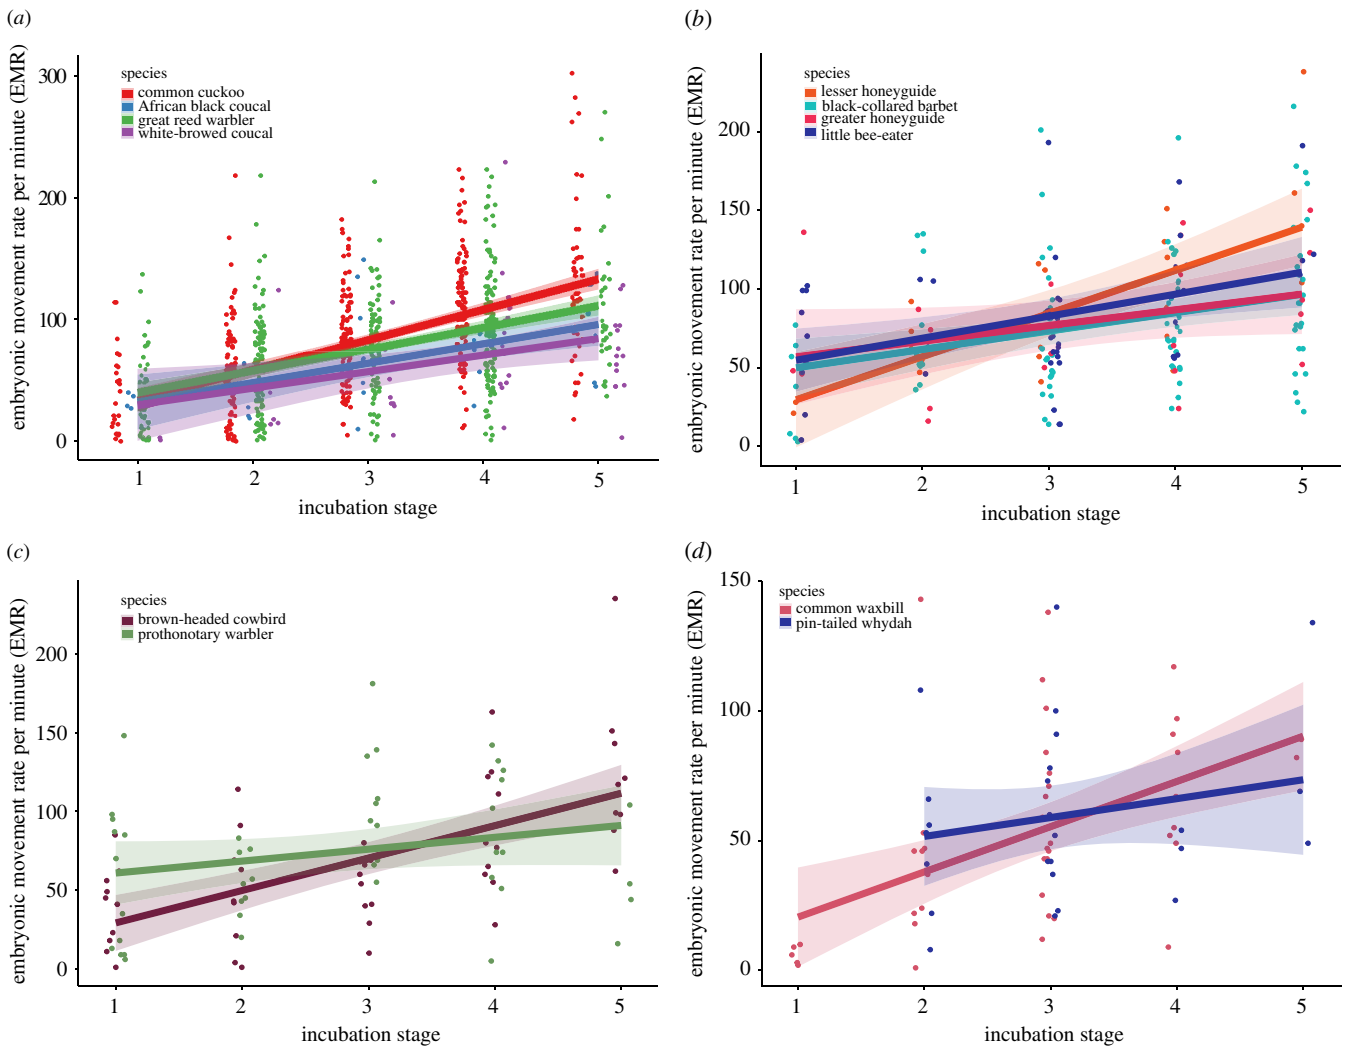 (a)
embryonic movement rate per minute (EMR)
300
200
100
0
species
common cuckoo
African black coucal
great reed warbler
white-browed coucal
1 2 3 4 5
incubation stage
(b)
embryonic movement rate per minute (EMR)
200
150
100
50
0
species
lesser honeyguide
black-collared barbet
greater honeyguide
little bee-eater
1 2 3 4 5
incubation stage
(c)
embryonic movement rate per minute (EMR)
200
150
100
50
0
species
brown-headed cowbird
prothonotary warbler
1 2 3 4 5
incubation stage
(d)
embryonic movement rate per minute (EMR)
150
100
50
0
species
common waxbill
pin-tailed whydah
1 2 3 4 5
incubation stage